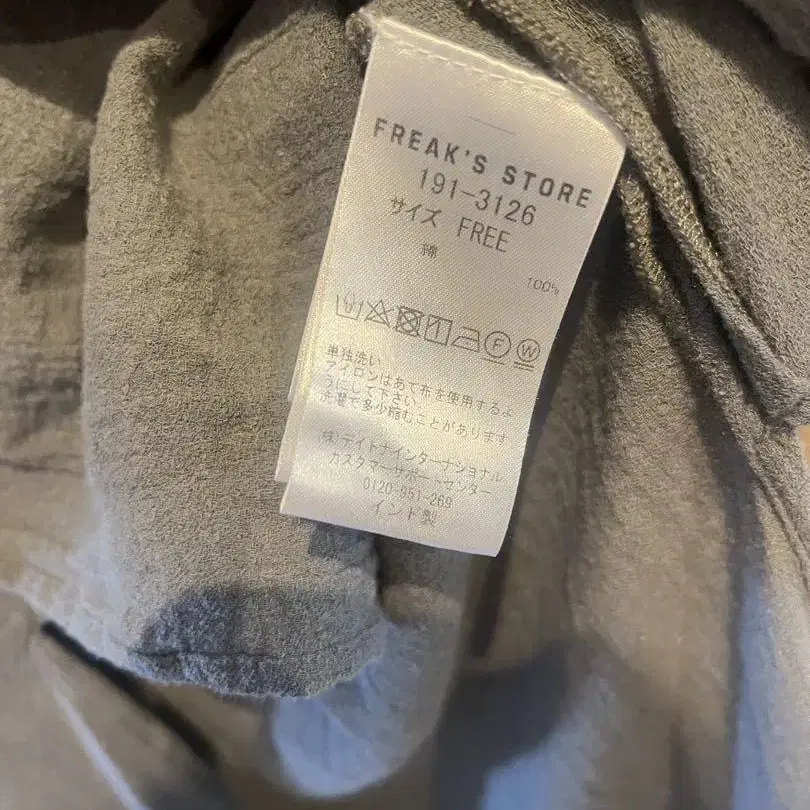 FREAK'S STORE
191-3126
サイズ FREE
綿
100%
F W
単独洗い
アイロンはあて布を使用するよ
うにして下さい
洗濯で多少縮むことがあります
(株)デイトナインターナショナル
カスタマーサポートセンター
0120-951-269
インド製